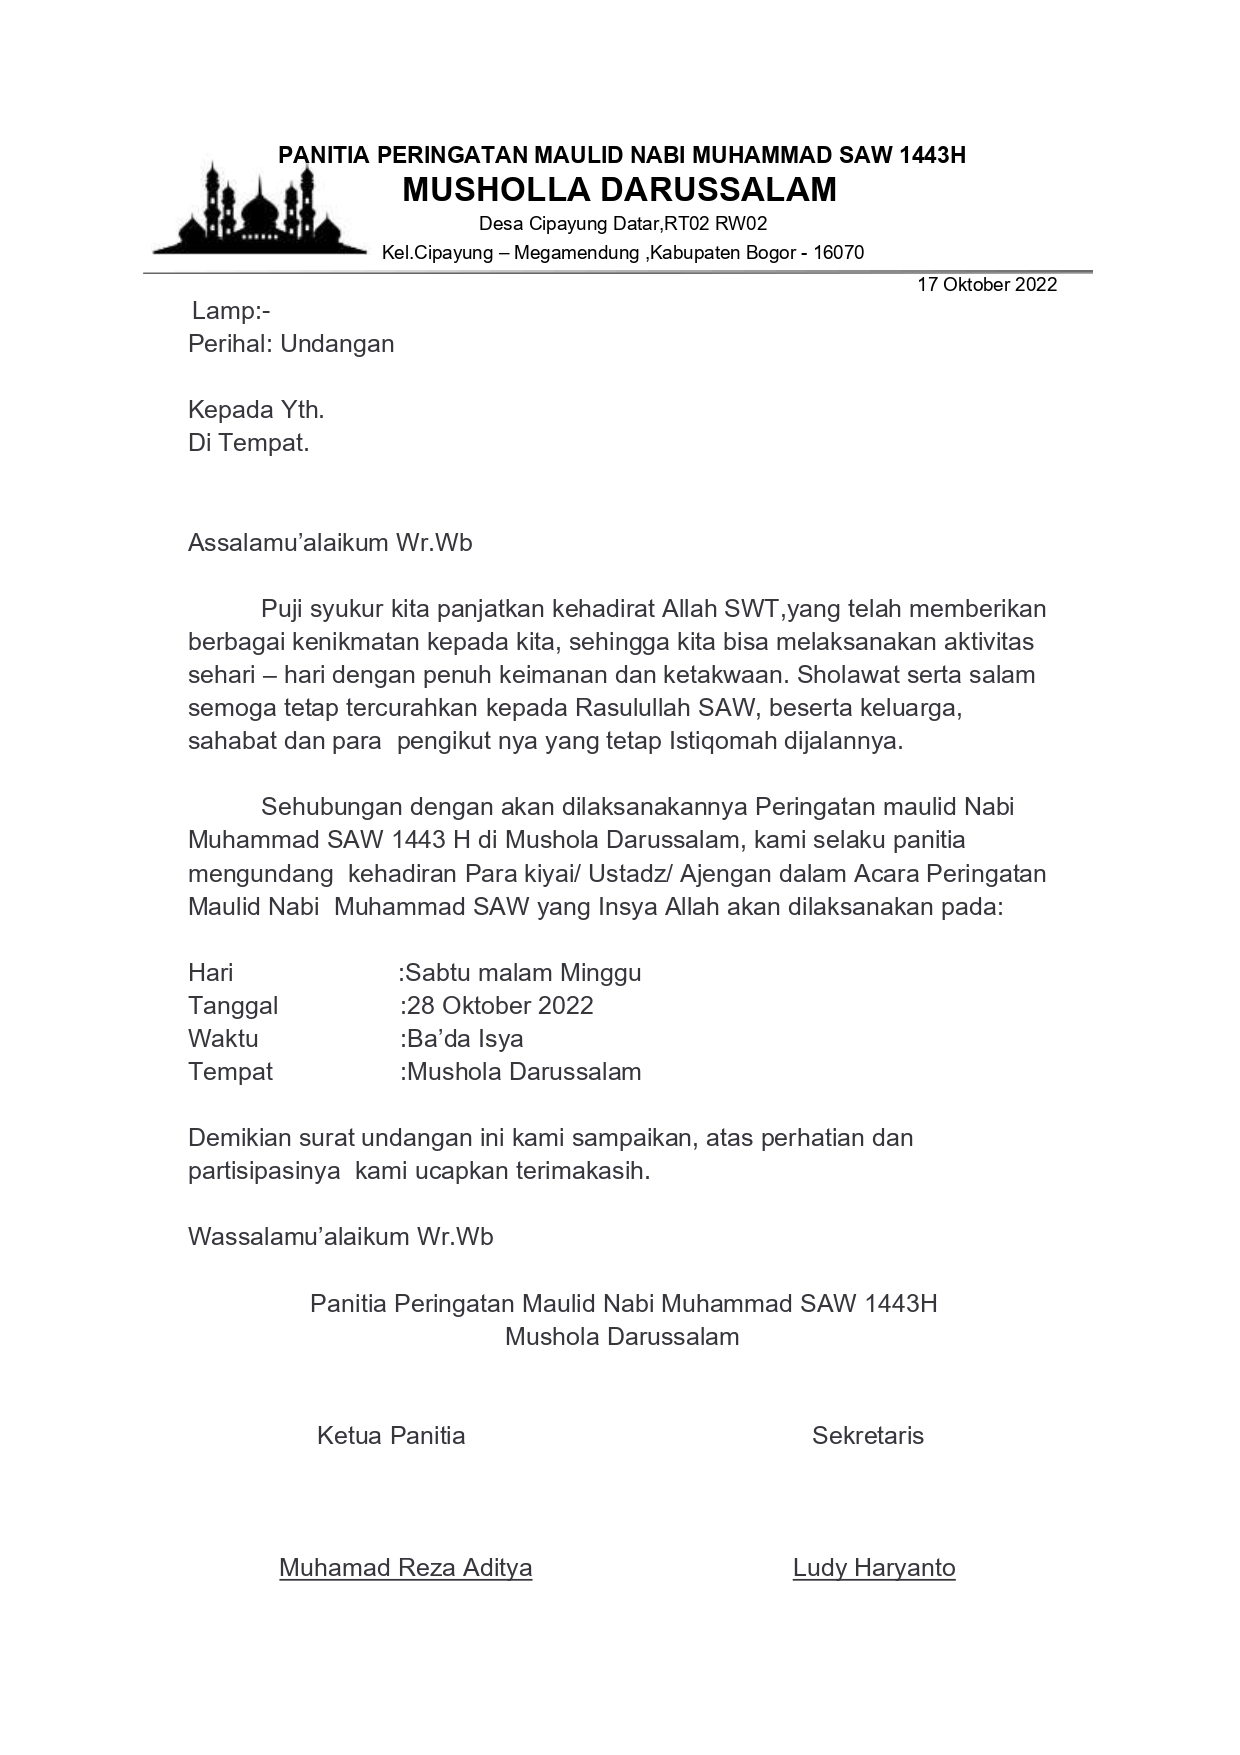 PANITIA PERINGATAN MAULID NABI MUHAMMAD SAW 1443H
MUSHOLLA DARUSSALAM
Desa Cipayung Datar,RT02 RW02
Kel.Cipayung – Megamendung ,Kabupaten Bogor - 16070
17 Oktober 2022
Lamp:-
Perihal: Undangan
Kepada Yth.
Di Tempat.
Assalamu’alaikum Wr.Wb
Puji syukur kita panjatkan kehadirat Allah SWT,yang telah memberikan
berbagai kenikmatan kepada kita, sehingga kita bisa melaksanakan aktivitas
sehari – hari dengan penuh keimanan dan ketakwaan. Sholawat serta salam
semoga tetap tercurahkan kepada Rasulullah SAW, beserta keluarga,
sahabat dan para  pengikut nya yang tetap Istiqomah dijalannya.
Sehubungan dengan akan dilaksanakannya Peringatan maulid Nabi
Muhammad SAW 1443 H di Mushola Darussalam, kami selaku panitia
mengundang  kehadiran Para kiyai/ Ustadz/ Ajengan dalam Acara Peringatan
Maulid Nabi  Muhammad SAW yang Insya Allah akan dilaksanakan pada:
Hari :Sabtu malam Minggu
Tanggal :28 Oktober 2022
Waktu :Ba’da Isya
Tempat :Mushola Darussalam
Demikian surat undangan ini kami sampaikan, atas perhatian dan
partisipasinya  kami ucapkan terimakasih.
Wassalamu’alaikum Wr.Wb
Panitia Peringatan Maulid Nabi Muhammad SAW 1443H
Mushola Darussalam
Ketua Panitia Sekretaris
Muhamad Reza Aditya Ludy Haryanto